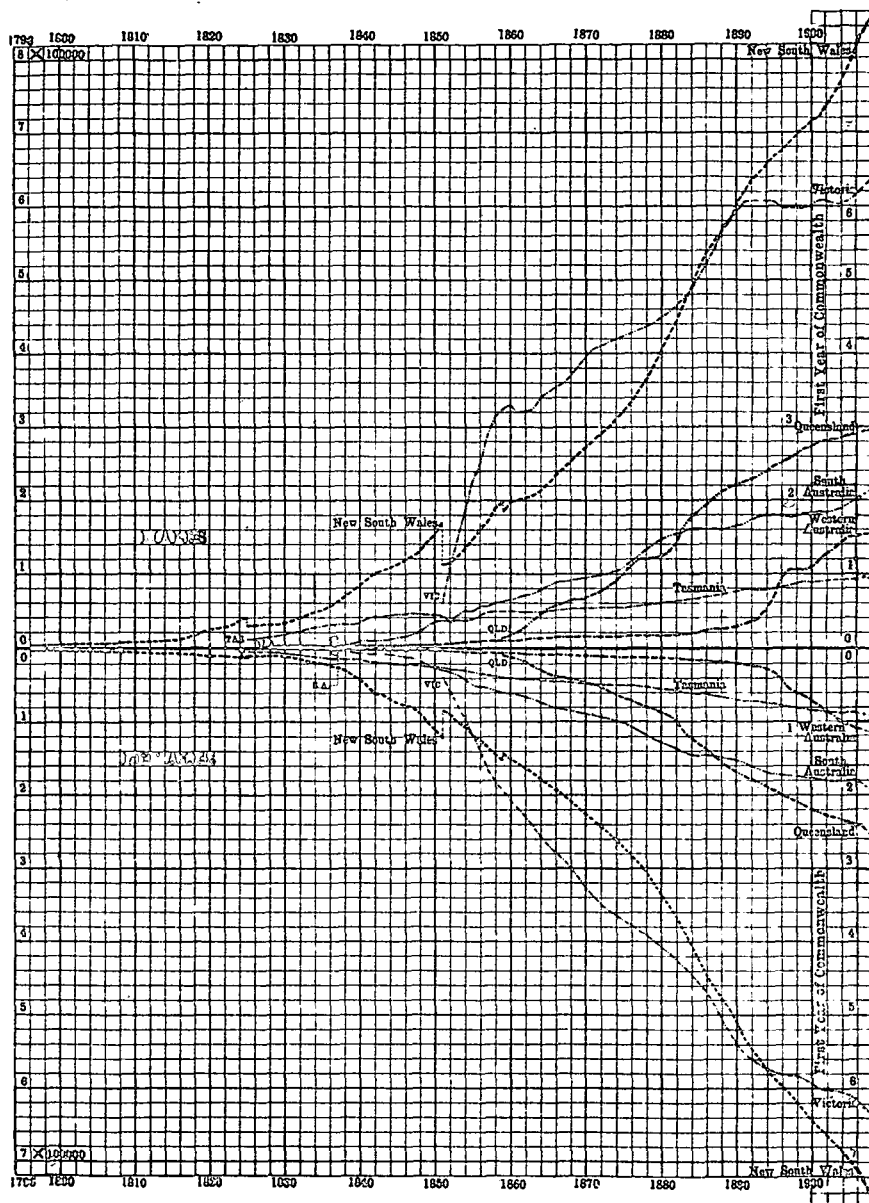 1793 1800 1810 1820 1830 1840 1850 1860 1870 1880 1890 1900
8 ×100000 New South Wales 8
7 7
6 Victoria 6
First Year of Commonwealth
5 5
4 4
3 3 Queensland
South Australia
2 2
Western Australia
New South Wales
1 1
VIC Tasmania
QLD
0 0
0 0
QLD
VIC Tasmania
S.A.
1 1 Western Australia
New South Wales
South Australia
2 2
Queensland
3 3
First Year of Commonwealth
4 4
5 5
6 6
Victoria
7 ×100000
New South Wales
1800 1810 1820 1830 1840 1850 1860 1870 1880 1890 1900